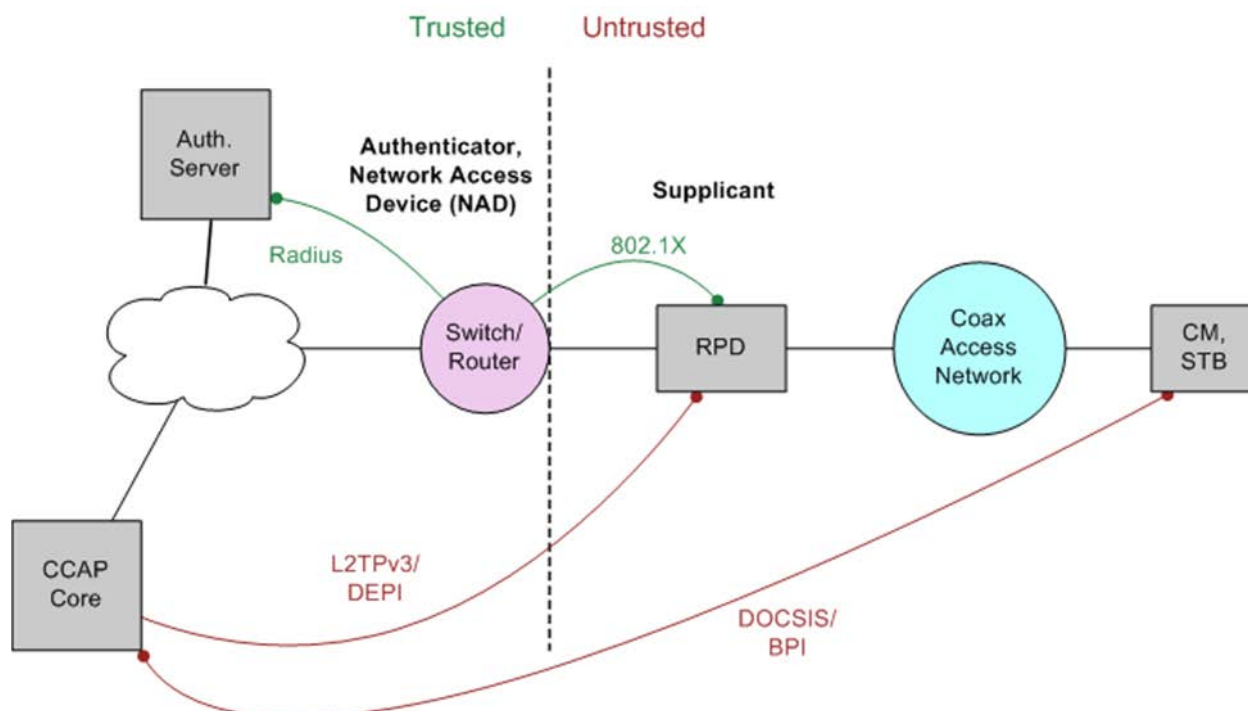 Trusted
Untrusted
Auth.
Server
Authenticator,
Network Access
Device (NAD)
Supplicant
Radius
802.1X
Switch/
Router
RPD
Coax
Access
Network
CM,
STB
CCAP
Core
L2TPv3/
DEPI
DOCSIS/
BPI